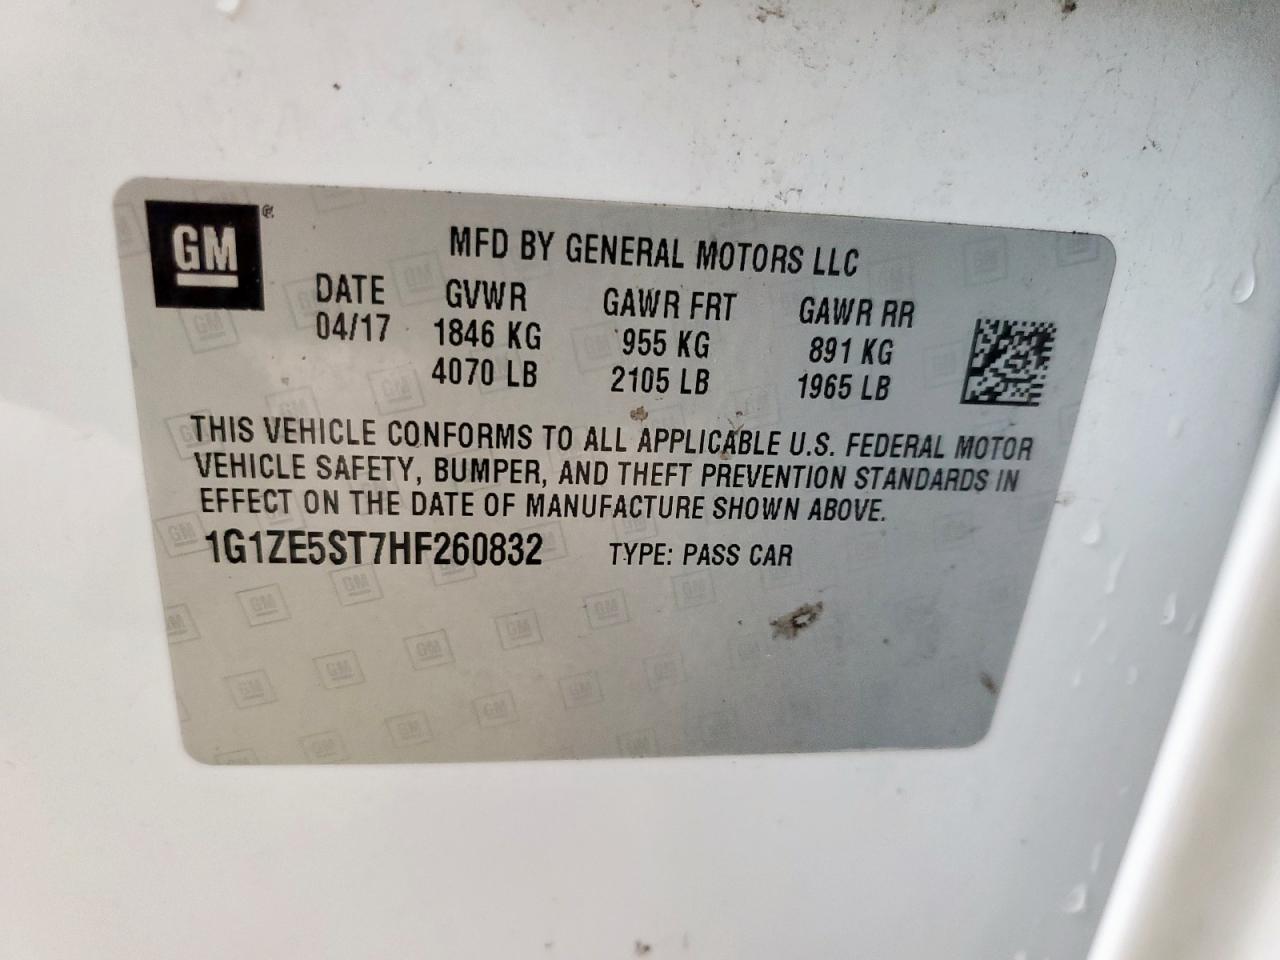 GM ®
MFD BY GENERAL MOTORS LLC
DATE GVWR GAWR FRT GAWR RR
04/17 1846 KG 955 KG 891 KG
4070 LB 2105 LB 1965 LB
THIS VEHICLE CONFORMS TO ALL APPLICABLE U.S. FEDERAL MOTOR
VEHICLE SAFETY, BUMPER, AND THEFT PREVENTION STANDARDS IN
EFFECT ON THE DATE OF MANUFACTURE SHOWN ABOVE.
1G1ZE5ST7HF260832 TYPE: PASS CAR